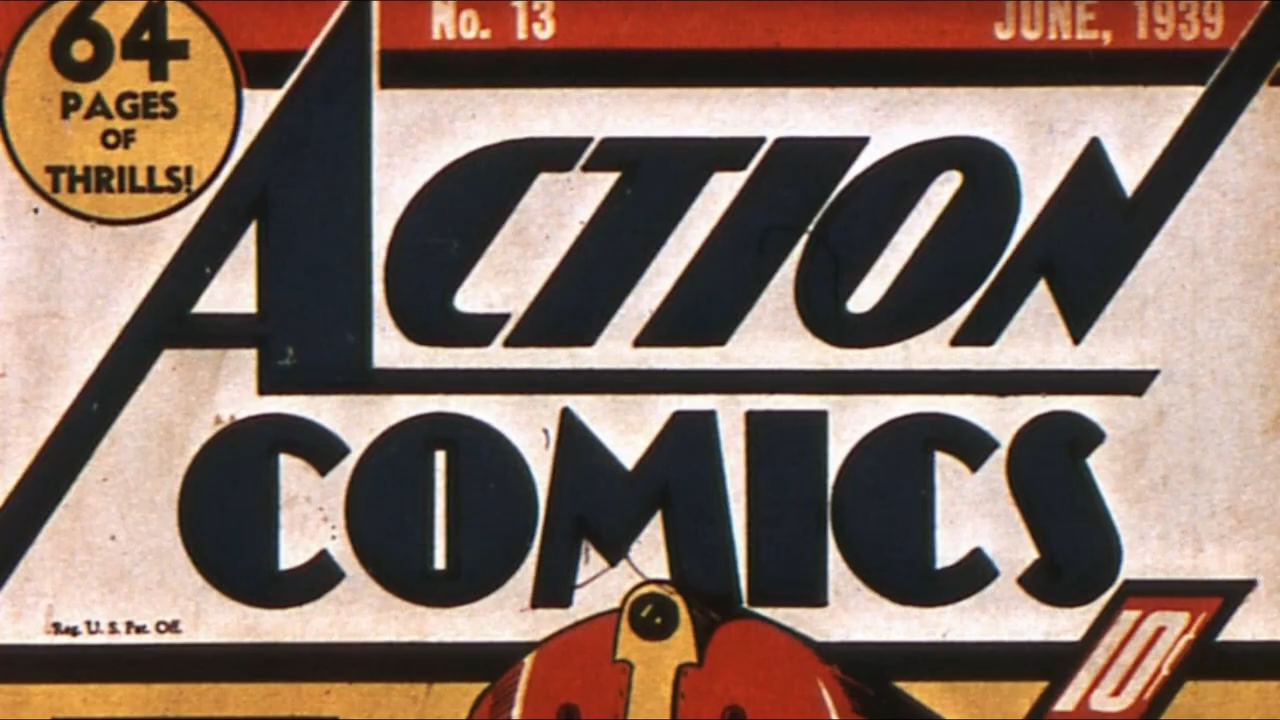 No. 13
JUNE, 1939
64
PAGES
OF
THRILLS!
ACTION
COMICS
Reg. U. S. Pat. Off.
10¢